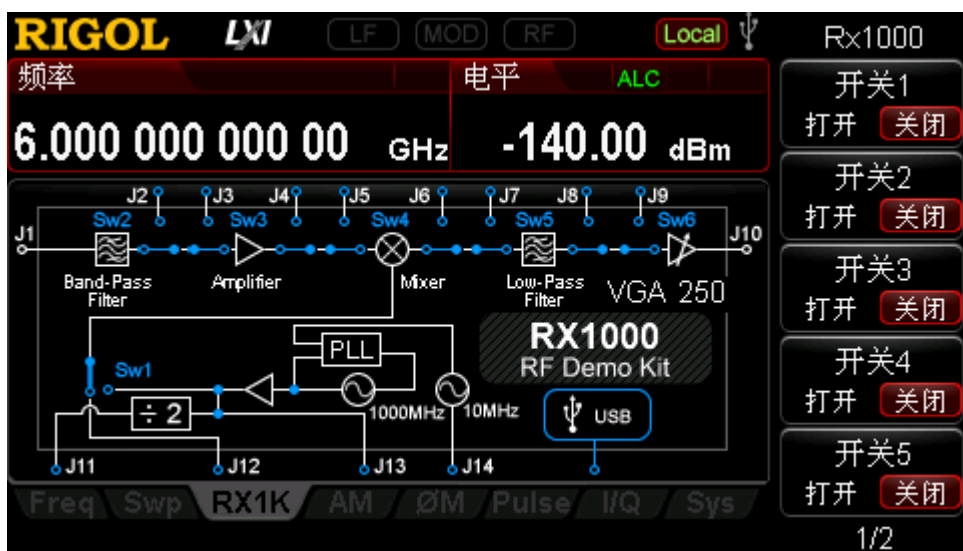 RIGOL LXI LF MOD RF Local Rx1000
频率 电平 ALC
6.000 000 000 00 GHz -140.00 dBm
开关1
打开 关闭
开关2
打开 关闭
开关3
打开 关闭
开关4
打开 关闭
开关5
打开 关闭
1/2
J2 J3 J4 J5 J6 J7 J8 J9
Sw2 Sw3 Sw4 Sw5 Sw6
J1 J10
Band-Pass Filter
Amplifier
Mixer
Low-Pass Filter
VGA 250
RX1000
RF Demo Kit
PLL
Sw1
÷ 2
1000MHz 10MHz
USB
J11 J12 J13 J14
Freq Swp RX1K AM ØM Pulse I/Q Sys